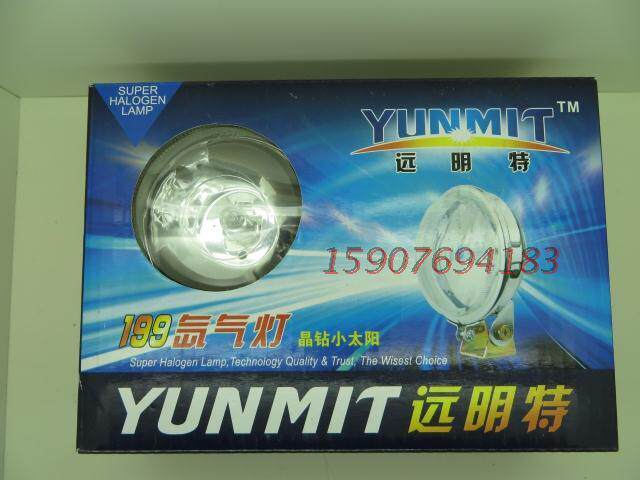 SUPER
HALOGEN
LAMP
YUNMIT™
远明特
15907694183
199氙气灯 晶钻小太阳
Super Halogen Lamp,Technology Quality & Trust, The Wissst Choice
YUNMIT 远明特